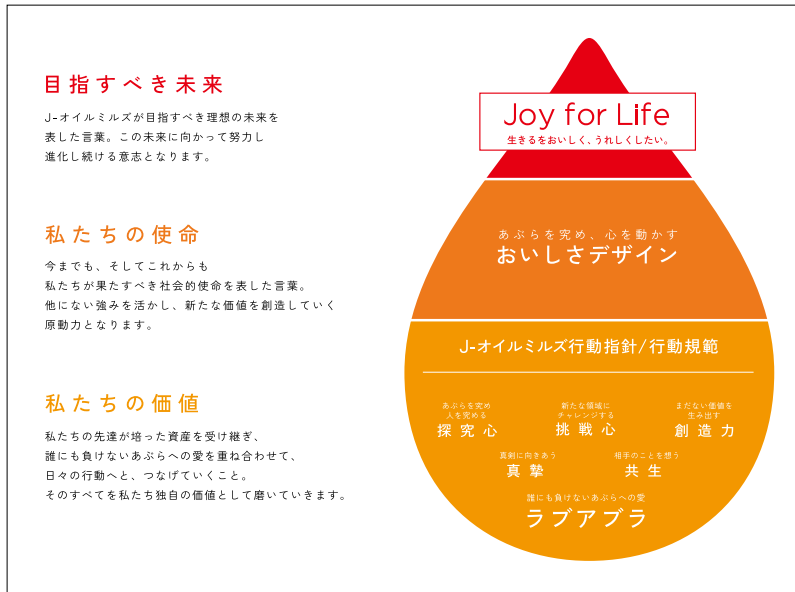 目指すべき未来
J-オイルミルズが目指すべき理想の未来を
表した言葉。この未来に向かって努力し
進化し続ける意志となります。
私たちの使命
今までも、そしてこれからも
私たちが果たすべき社会的使命を表した言葉。
他にない強みを活かし、新たな価値を創造していく
原動力となります。
私たちの価値
私たちの先達が培った資産を受け継ぎ、
誰にも負けないあぶらへの愛を重ね合わせて、
日々の行動へと、つなげていくこと。
そのすべてを私たち独自の価値として磨いていきます。
Joy for Life
生きるをおいしく、うれしくしたい。
あぶらを究め、心を動かす
おいしさデザイン
J-オイルミルズ行動指針/行動規範
あぶらを究め
人を究める
探究心
新たな領域に
チャレンジする
挑戦心
まだない価値を
生み出す
創造力
真剣に向きあう
真摯
相手のことを想う
共生
誰にも負けないあぶらへの愛
ラブアブラ